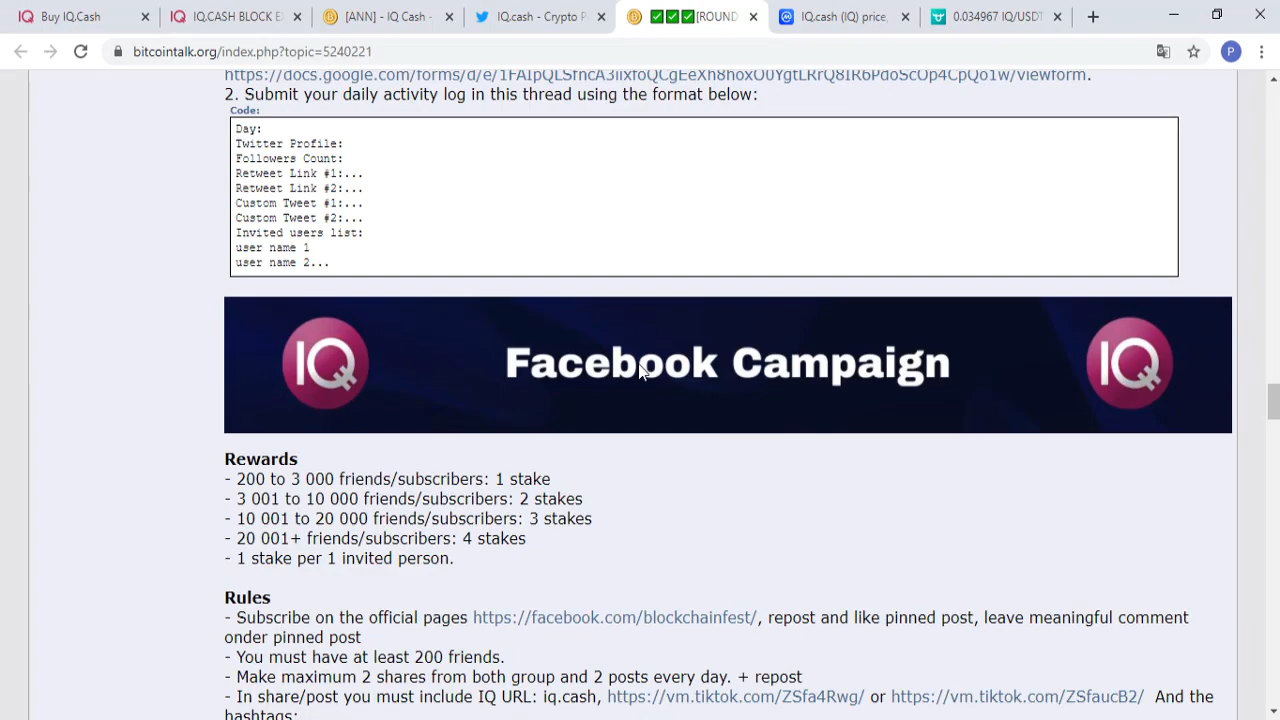 Buy IQ.Cash
IQ.CASH BLOCK E
[ANN] - IQ Cash -
IQ.cash - Crypto P
[ROUND
IQ.cash (IQ) price
0.034967 IQ/USDT
bitcointalk.org/index.php?topic=5240221
P
2. Submit your daily activity log in this thread using the format below:
Code:
Day:
Twitter Profile:
Followers Count:
Retweet Link #1:...
Retweet Link #2:...
Custom Tweet #1:...
Custom Tweet #2:...
Invited users list:
user name 1
user name 2...
IQ Facebook Campaign IQ
Rewards
- 200 to 3 000 friends/subscribers: 1 stake
- 3 001 to 10 000 friends/subscribers: 2 stakes
- 10 001 to 20 000 friends/subscribers: 3 stakes
- 20 001+ friends/subscribers: 4 stakes
- 1 stake per 1 invited person.
Rules
- Subscribe on the official pages https://facebook.com/blockchainfest/, repost and like pinned post, leave meaningful comment
onder pinned post
- You must have at least 200 friends.
- Make maximum 2 shares from both group and 2 posts every day. + repost
- In share/post you must include IQ URL: iq.cash, https://vm.tiktok.com/ZSfa4Rwg/ or https://vm.tiktok.com/ZSfaucB2/ And the
hashtags: